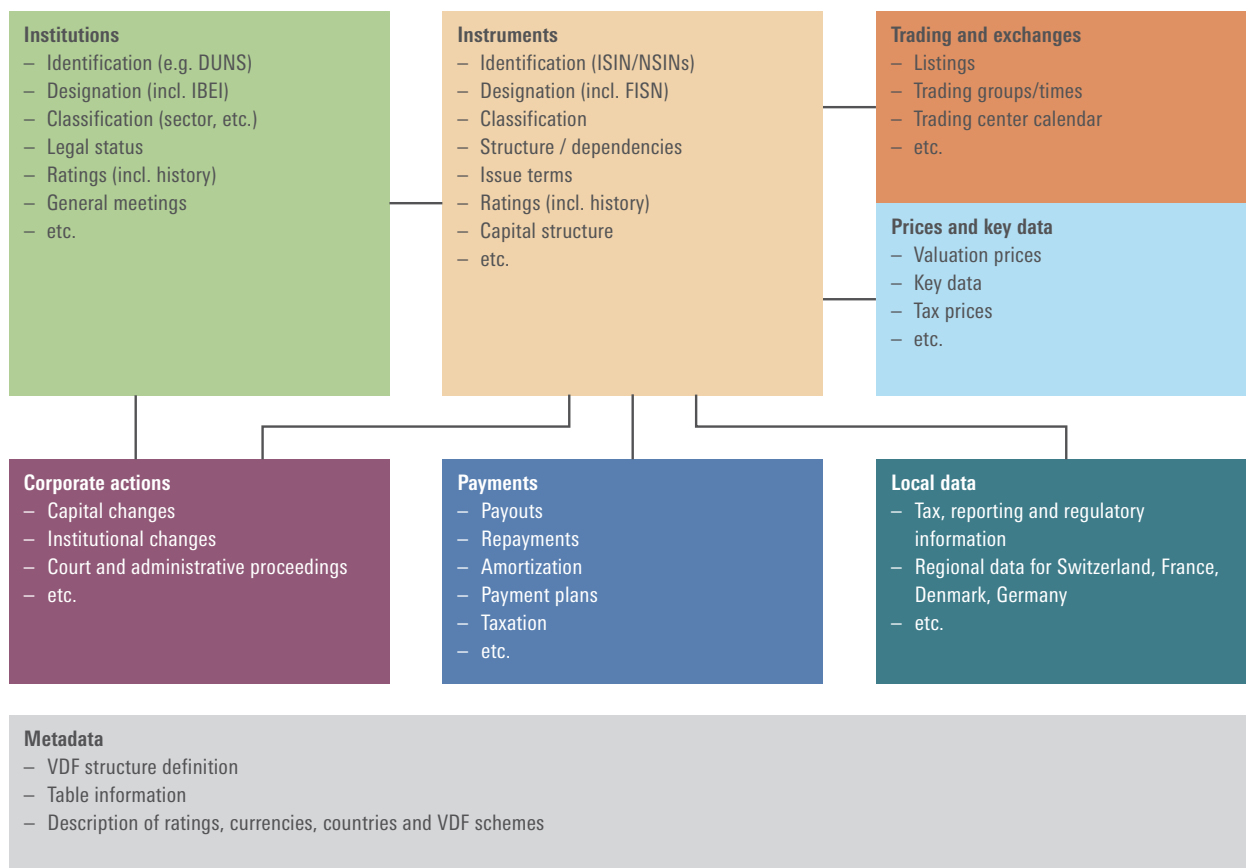 Institutions
– Identification (e.g. DUNS)
– Designation (incl. IBEI)
– Classification (sector, etc.)
– Legal status
– Ratings (incl. history)
– General meetings
– etc.
Instruments
– Identification (ISIN/NSINs)
– Designation (incl. FISN)
– Classification
– Structure / dependencies
– Issue terms
– Ratings (incl. history)
– Capital structure
– etc.
Trading and exchanges
– Listings
– Trading groups/times
– Trading center calendar
– etc.
Prices and key data
– Valuation prices
– Key data
– Tax prices
– etc.
Corporate actions
– Capital changes
– Institutional changes
– Court and administrative proceedings
– etc.
Payments
– Payouts
– Repayments
– Amortization
– Payment plans
– Taxation
– etc.
Local data
– Tax, reporting and regulatory
information
– Regional data for Switzerland, France,
Denmark, Germany
– etc.
Metadata
– VDF structure definition
– Table information
– Description of ratings, currencies, countries and VDF schemes